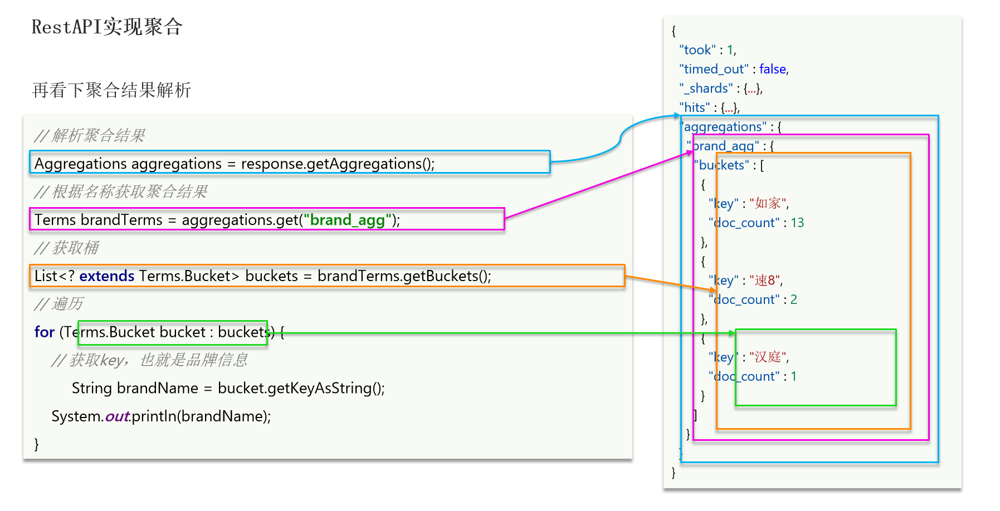 RestAPI实现聚合
再看下聚合结果解析
// 解析聚合结果
Aggregations aggregations = response.getAggregations();
// 根据名称获取聚合结果
Terms brandTerms = aggregations.get("brand_agg");
// 获取桶
List<? extends Terms.Bucket> buckets = brandTerms.getBuckets();
// 遍历
for (Terms.Bucket bucket : buckets) {
// 获取key，也就是品牌信息
String brandName = bucket.getKeyAsString();
System.out.println(brandName);
}
{
"took" : 1,
"timed_out" : false,
"_shards" : {...},
"hits" : {...},
"aggregations" : {
"brand_agg" : {
"buckets" : [
{
"key" : "如家",
"doc_count" : 13
},
{
"key" : "速8",
"doc_count" : 2
},
{
"key" : "汉庭",
"doc_count" : 1
}
]
}
}
}